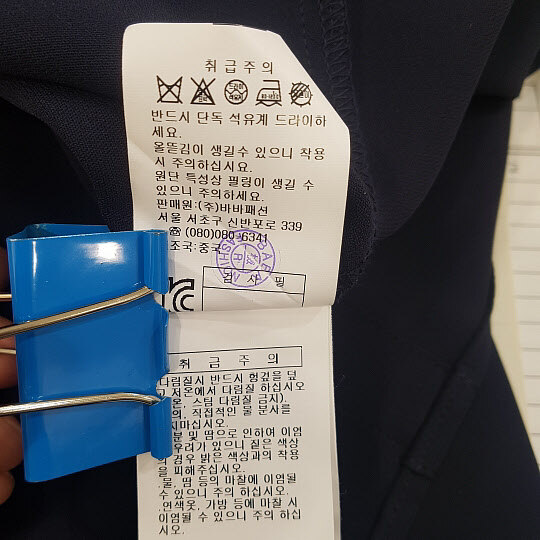 취급주의
반드시 단독 석유계 드라이하
세요.
올뜯김이 생길수 있으니 착용
시 주의하십시요.
원단 특성상 필링이 생길 수
있으니 주의하세요.
판매원:(주)바바패션
서울 서초구 신반포로 339
☎ (080)080-6341
조국:중국
검 사 필
취 급 주 의
다림질시 반드시 헝겊을 덮
고 저온에서 다림질 하십시오
온, 스팀 다림질 금지).
의, 직접적인 물 분사를
지마십시오.
분 및 땀으로 인하여 이염
우려가 있으니 짙은 색상
의 경우 밝은 색상과의 착용
을 피해주십시오.
물, 땀 등의 마찰에 이염될
수 있으니 주의 하십시오.
.연색옷, 가방 등에 마찰 시
이염될 수 있으니 주의 하십
시오.